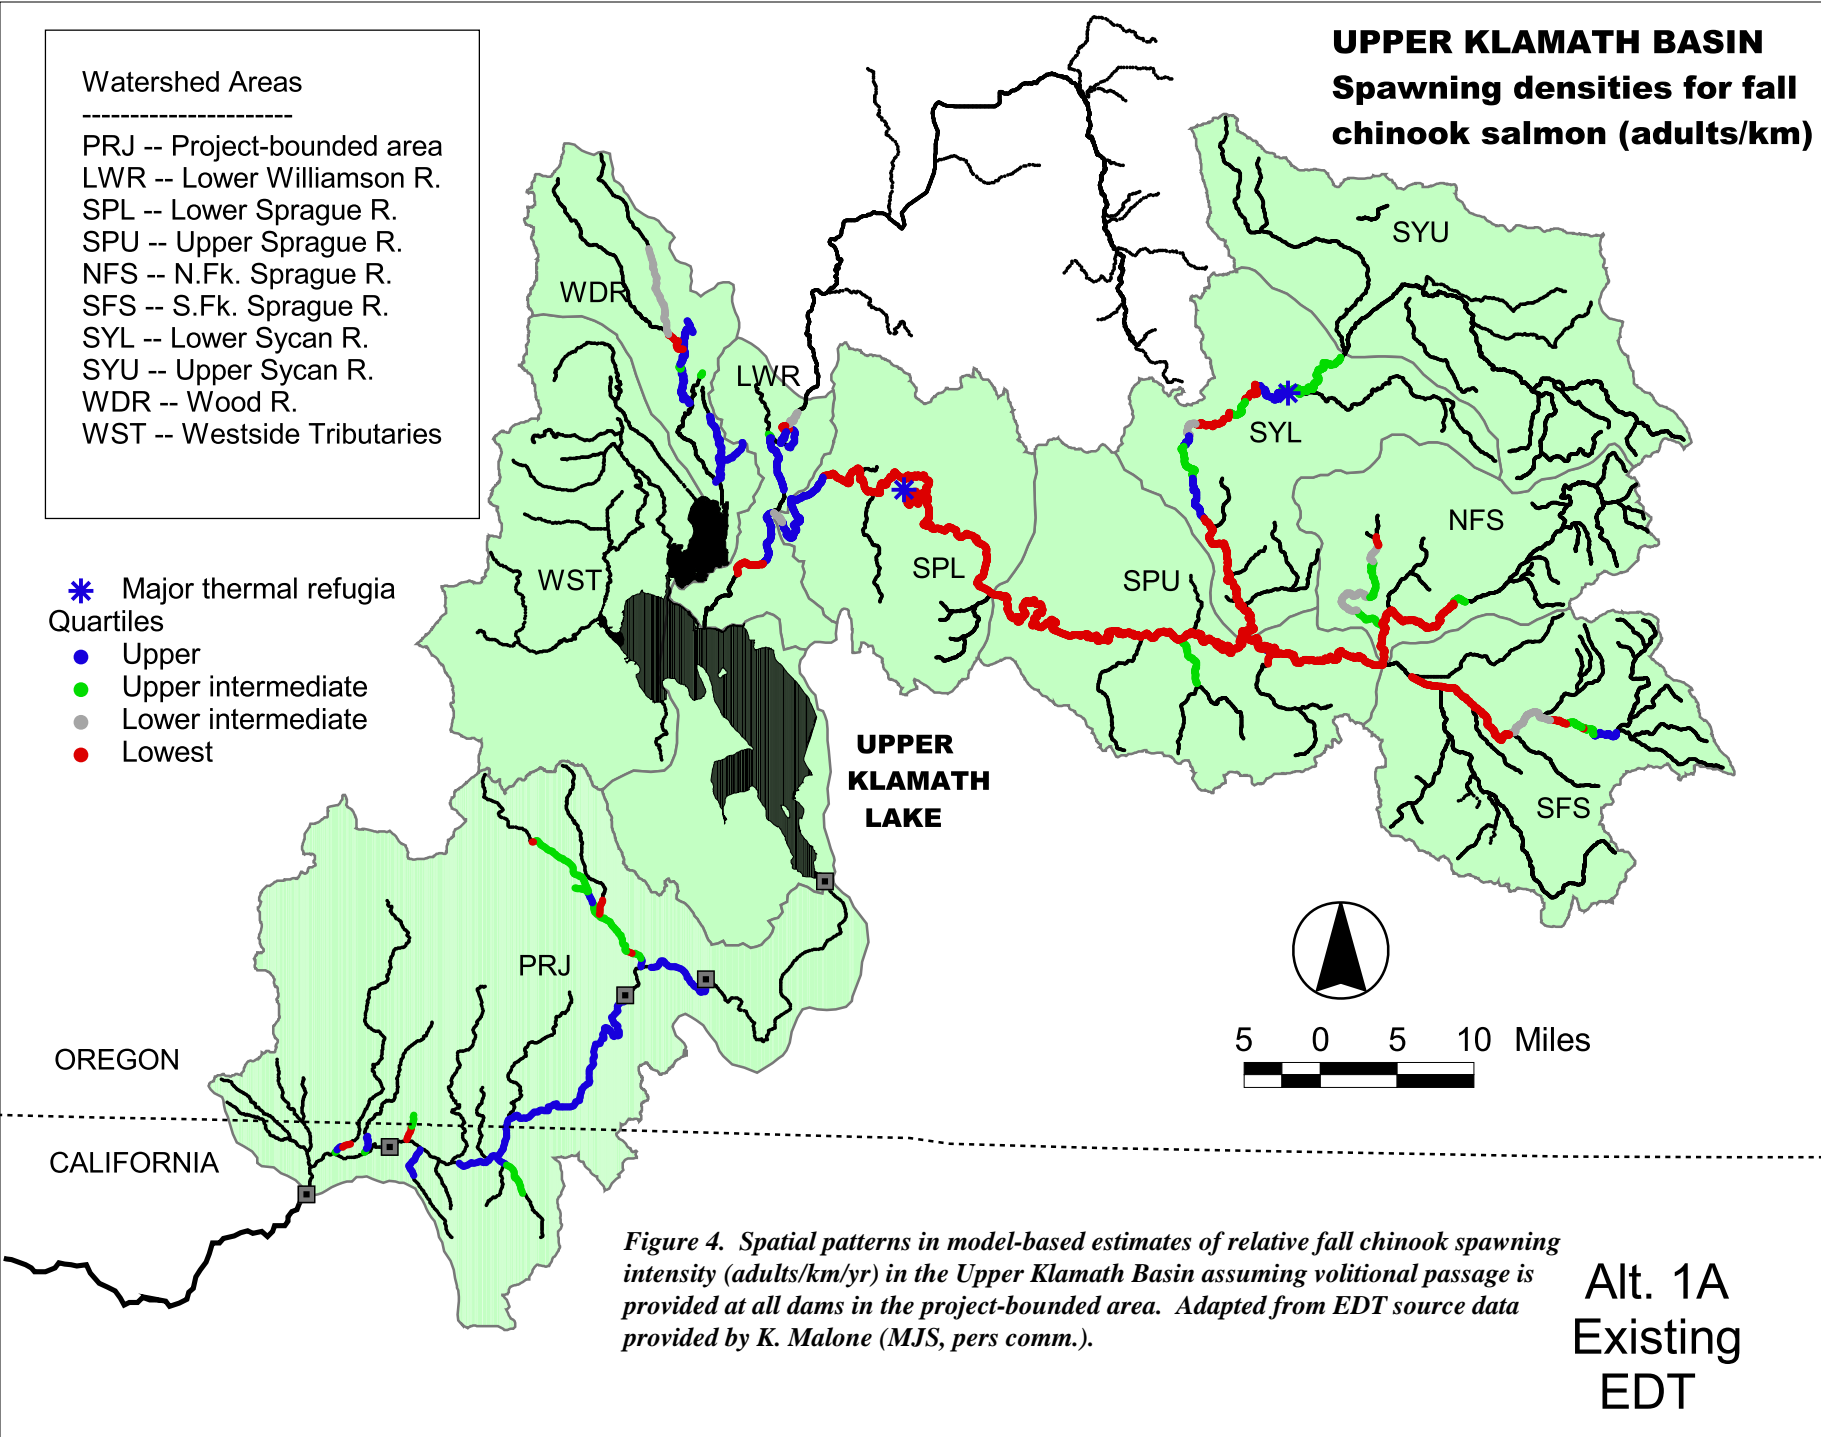 UPPER KLAMATH BASIN
Spawning densities for fall
chinook salmon (adults/km)
Watershed Areas
----------------------
PRJ -- Project-bounded area
LWR -- Lower Williamson R.
SPL -- Lower Sprague R.
SPU -- Upper Sprague R.
NFS -- N.Fk. Sprague R.
SFS -- S.Fk. Sprague R.
SYL -- Lower Sycan R.
SYU -- Upper Sycan R.
WDR -- Wood R.
WST -- Westside Tributaries
Major thermal refugia
Quartiles
Upper
Upper intermediate
Lower intermediate
Lowest
SYU
WDR
LWR
SYL
NFS
SPL
SPU
WST
UPPER
KLAMATH
LAKE
SFS
PRJ
OREGON
CALIFORNIA
5 0 5 10 Miles
Figure 4. Spatial patterns in model-based estimates of relative fall chinook spawning
intensity (adults/km/yr) in the Upper Klamath Basin assuming volitional passage is
provided at all dams in the project-bounded area. Adapted from EDT source data
provided by K. Malone (MJS, pers comm.).
Alt. 1A
Existing
EDT